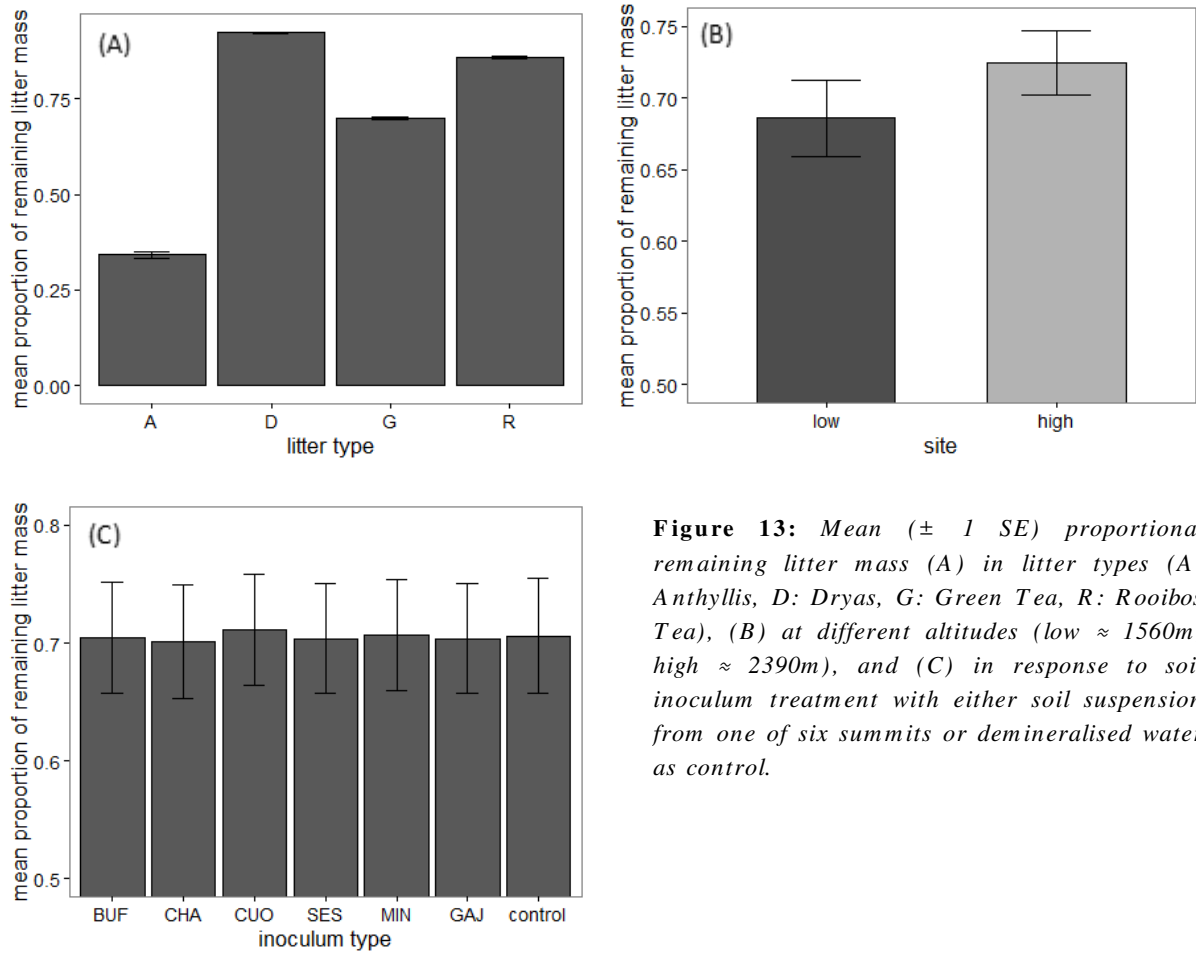 (A)
mean proportion of remaining litter mass
0.75
0.50
0.25
0.00
A D G R
litter type
(B)
mean proportion of remaining litter mass
0.75
0.70
0.65
0.60
0.55
0.50
low high
site
(C)
mean proportion of remaining litter mass
0.8
0.7
0.6
0.5
BUF CHA CUO SES MIN GAJ control
inoculum type
Figure 13: Mean (± 1 SE) proportiona
remaining litter mass (A) in litter types (A
Anthyllis, D: Dryas, G: Green Tea, R: Rooibos
Tea), (B) at different altitudes (low ≈ 1560m
high ≈ 2390m), and (C) in response to soi
inoculum treatment with either soil suspension
from one of six summits or demineralised water
as control.